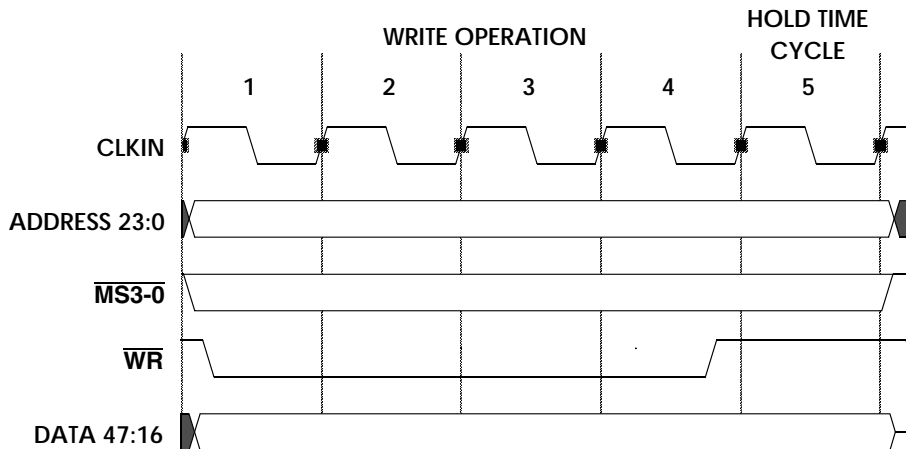 WRITE OPERATION
HOLD TIME
CYCLE
1 2 3 4 5
CLKIN
ADDRESS 23:0
MS3-0
WR
DATA 47:16